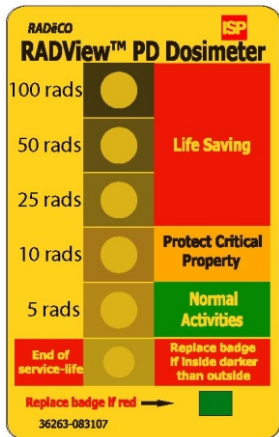 RADēCO
ISP
RADView™ PD Dosimeter
100 rads
50 rads
Life Saving
25 rads
10 rads
Protect Critical
Property
5 rads
Normal
Activities
End of
service-life
Replace badge
if inside darker
than outside
Replace badge if red
36263-083107